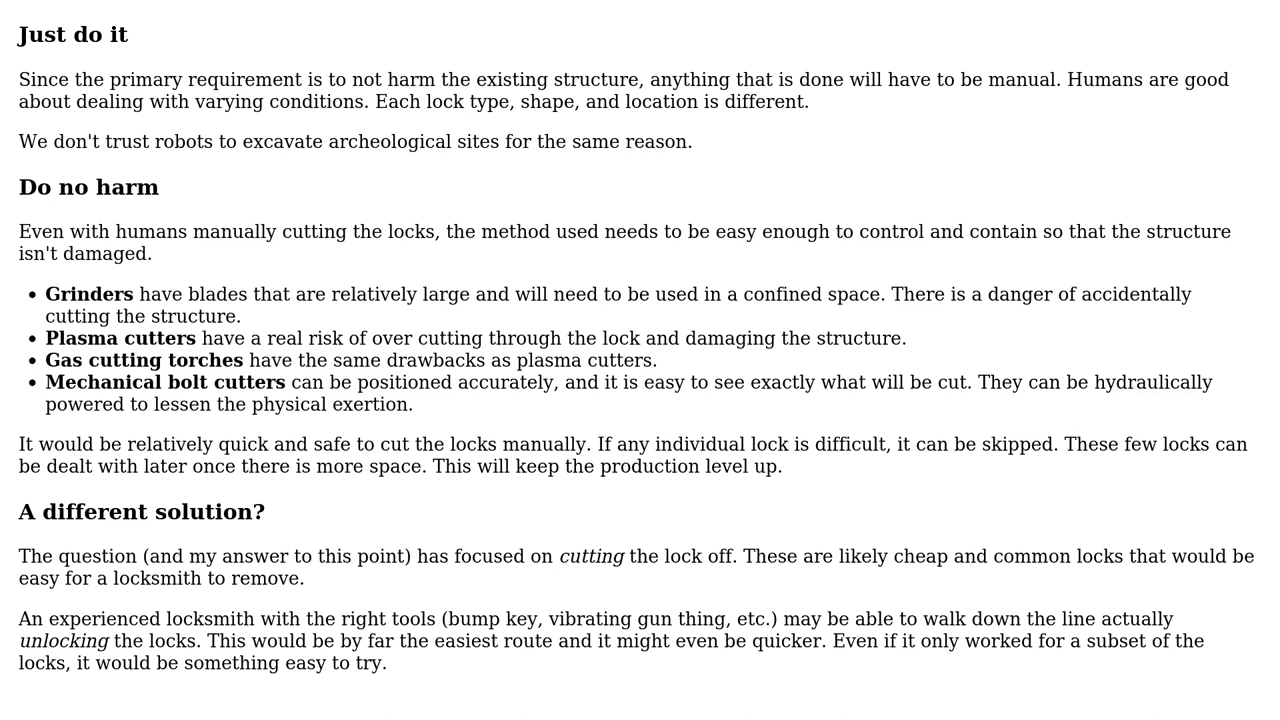 Just do it
Since the primary requirement is to not harm the existing structure, anything that is done will have to be manual. Humans are good
about dealing with varying conditions. Each lock type, shape, and location is different.
We don't trust robots to excavate archeological sites for the same reason.
Do no harm
Even with humans manually cutting the locks, the method used needs to be easy enough to control and contain so that the structure
isn't damaged.
• Grinders have blades that are relatively large and will need to be used in a confined space. There is a danger of accidentally
cutting the structure.
• Plasma cutters have a real risk of over cutting through the lock and damaging the structure.
• Gas cutting torches have the same drawbacks as plasma cutters.
• Mechanical bolt cutters can be positioned accurately, and it is easy to see exactly what will be cut. They can be hydraulically
powered to lessen the physical exertion.
It would be relatively quick and safe to cut the locks manually. If any individual lock is difficult, it can be skipped. These few locks can
be dealt with later once there is more space. This will keep the production level up.
A different solution?
The question (and my answer to this point) has focused on cutting the lock off. These are likely cheap and common locks that would be
easy for a locksmith to remove.
An experienced locksmith with the right tools (bump key, vibrating gun thing, etc.) may be able to walk down the line actually
unlocking the locks. This would be by far the easiest route and it might even be quicker. Even if it only worked for a subset of the
locks, it would be something easy to try.